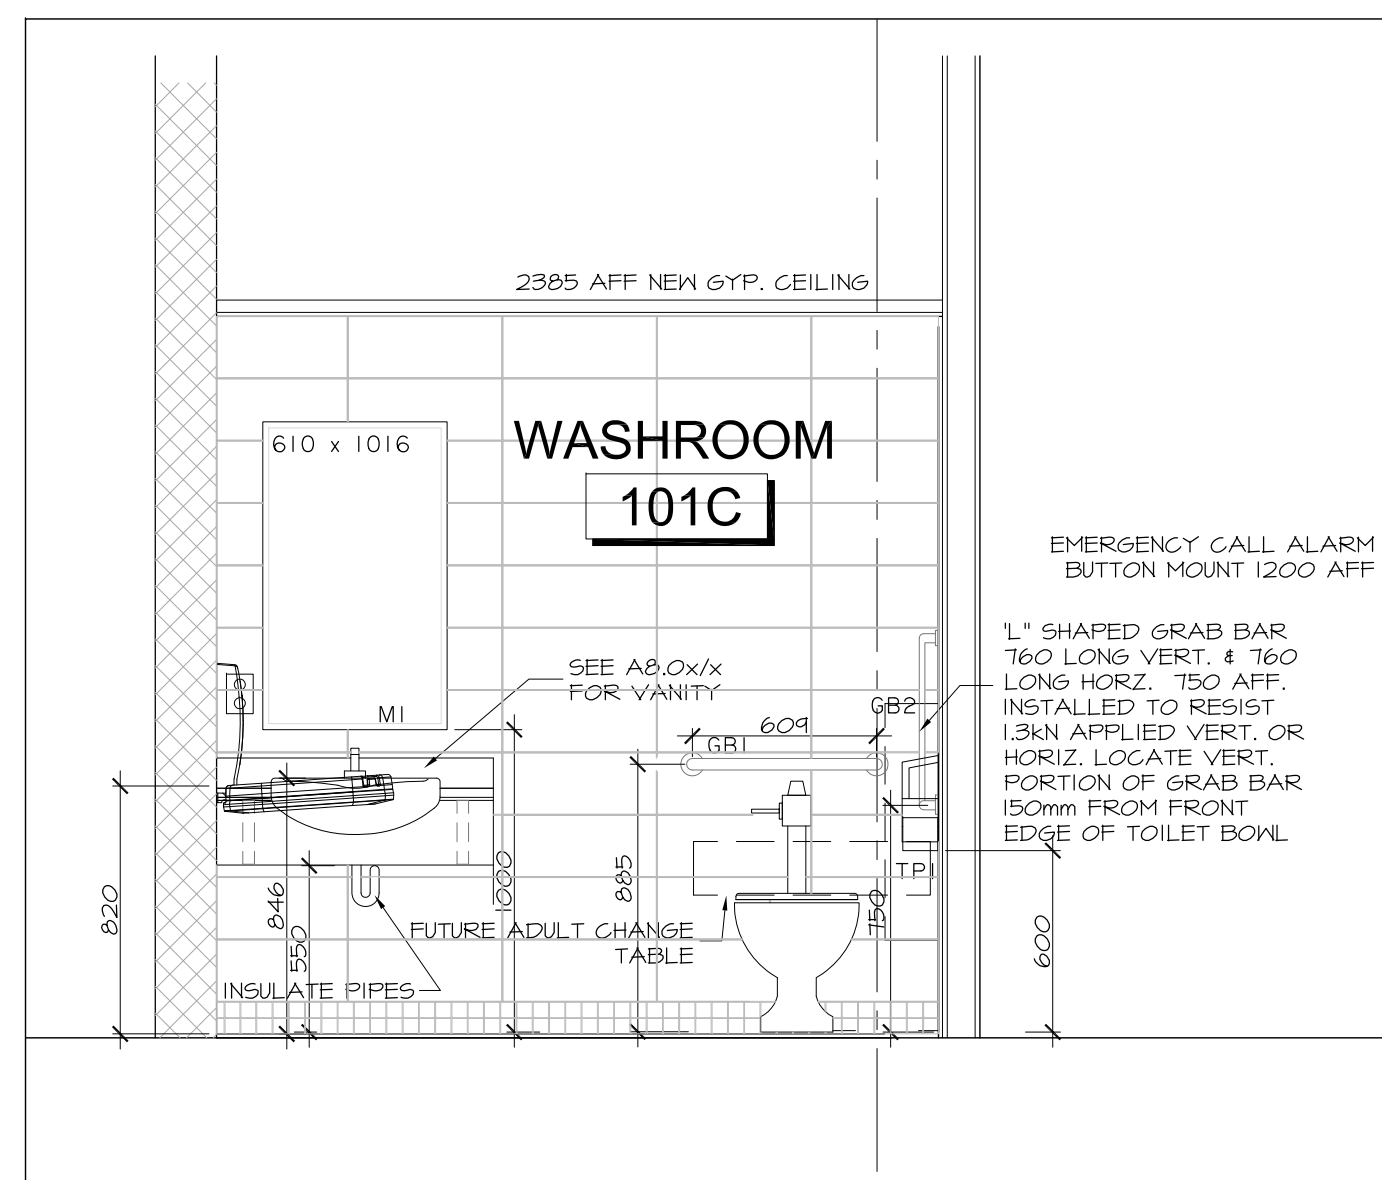 2385 AFF NEW GYP. CEILING
610 x 1016
WASHROOM
101C
EMERGENCY CALL ALARM
BUTTON MOUNT 1200 AFF
'L" SHAPED GRAB BAR
760 LONG VERT. & 760
LONG HORZ. 750 AFF.
INSTALLED TO RESIST
1.3kN APPLIED VERT. OR
HORIZ. LOCATE VERT.
PORTION OF GRAB BAR
150mm FROM FRONT
EDGE OF TOILET BOWL
SEE A8.0x/x
FOR VANITY
M1
GB2
609
GB1
TP1
820
846
550
1000
885
750
600
FUTURE ADULT CHANGE
TABLE
INSULATE PIPES